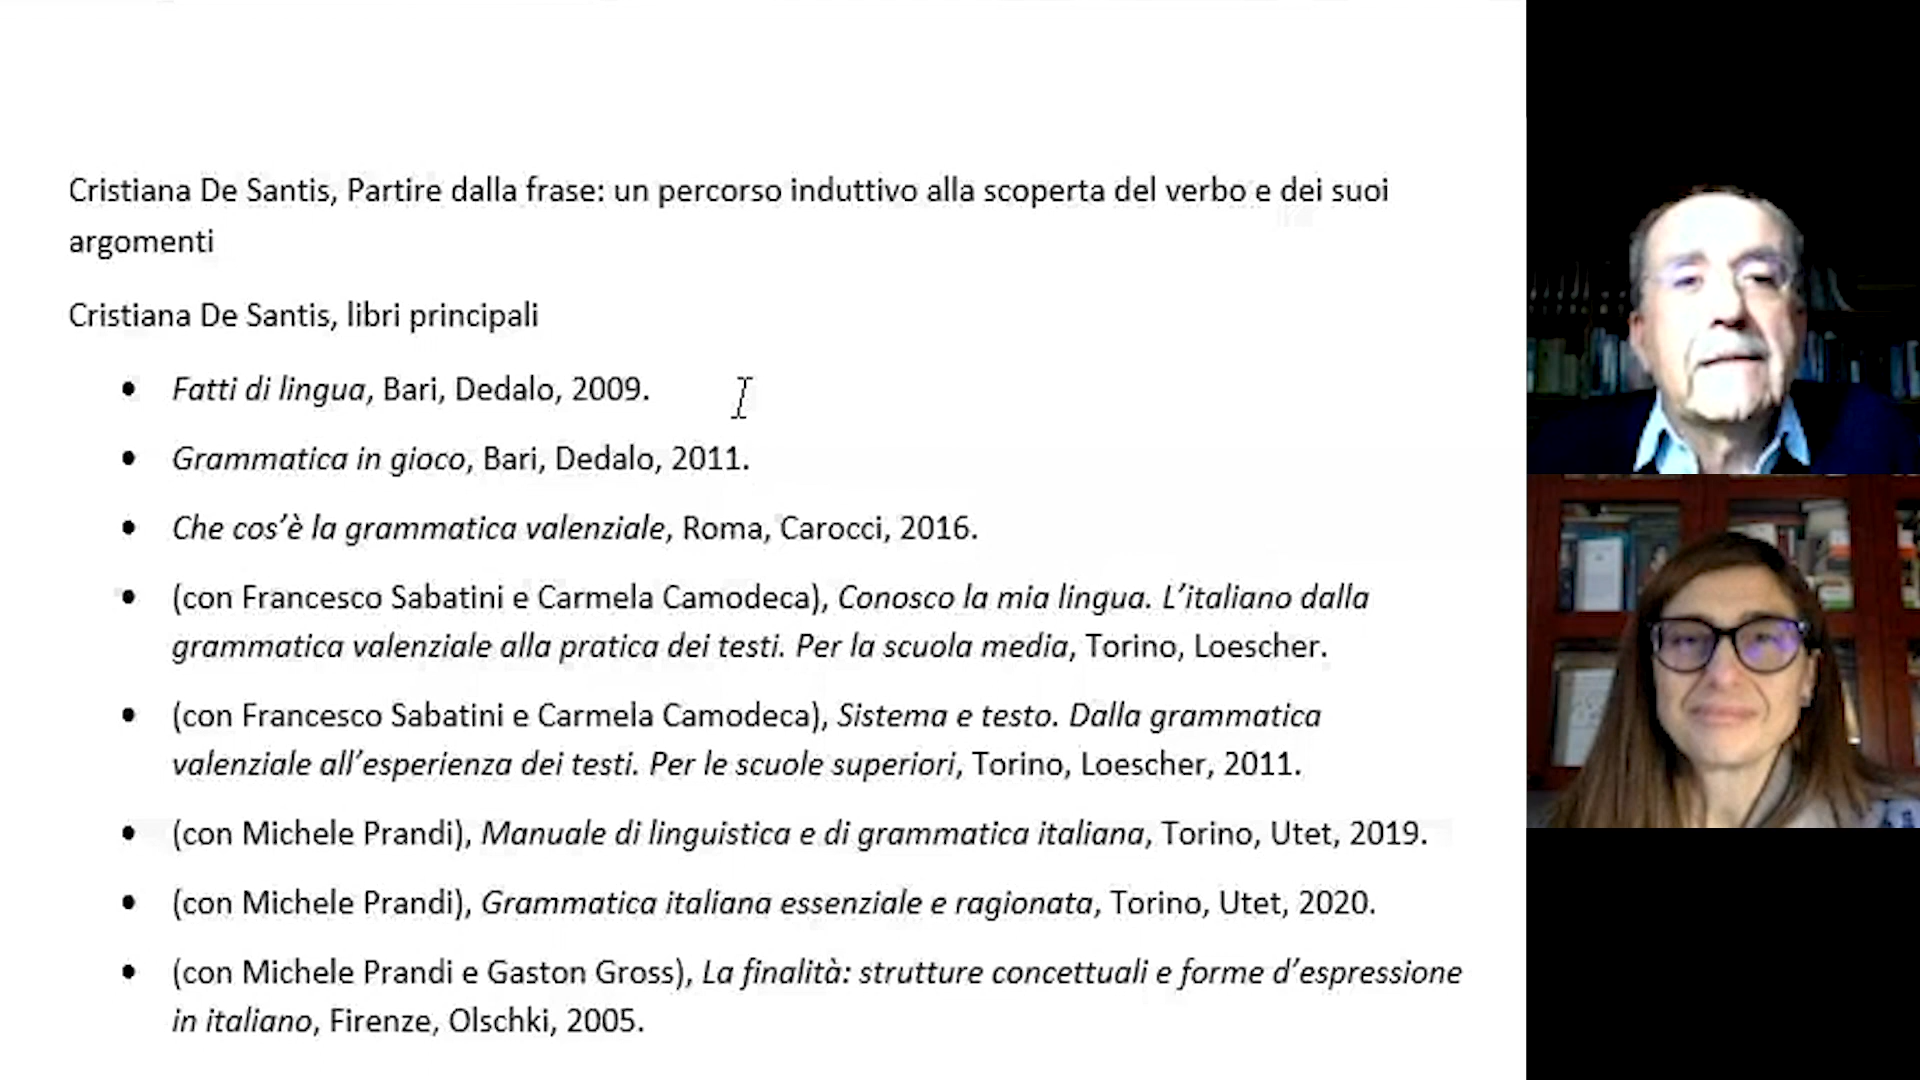 Cristiana De Santis, Partire dalla frase: un percorso induttivo alla scoperta del verbo e dei suoi
argomenti
Cristiana De Santis, libri principali
• Fatti di lingua, Bari, Dedalo, 2009.
• Grammatica in gioco, Bari, Dedalo, 2011.
• Che cos’è la grammatica valenziale, Roma, Carocci, 2016.
• (con Francesco Sabatini e Carmela Camodeca), Conosco la mia lingua. L’italiano dalla
grammatica valenziale alla pratica dei testi. Per la scuola media, Torino, Loescher.
• (con Francesco Sabatini e Carmela Camodeca), Sistema e testo. Dalla grammatica
valenziale all’esperienza dei testi. Per le scuole superiori, Torino, Loescher, 2011.
• (con Michele Prandi), Manuale di linguistica e di grammatica italiana, Torino, Utet, 2019.
• (con Michele Prandi), Grammatica italiana essenziale e ragionata, Torino, Utet, 2020.
• (con Michele Prandi e Gaston Gross), La finalità: strutture concettuali e forme d’espressione
in italiano, Firenze, Olschki, 2005.